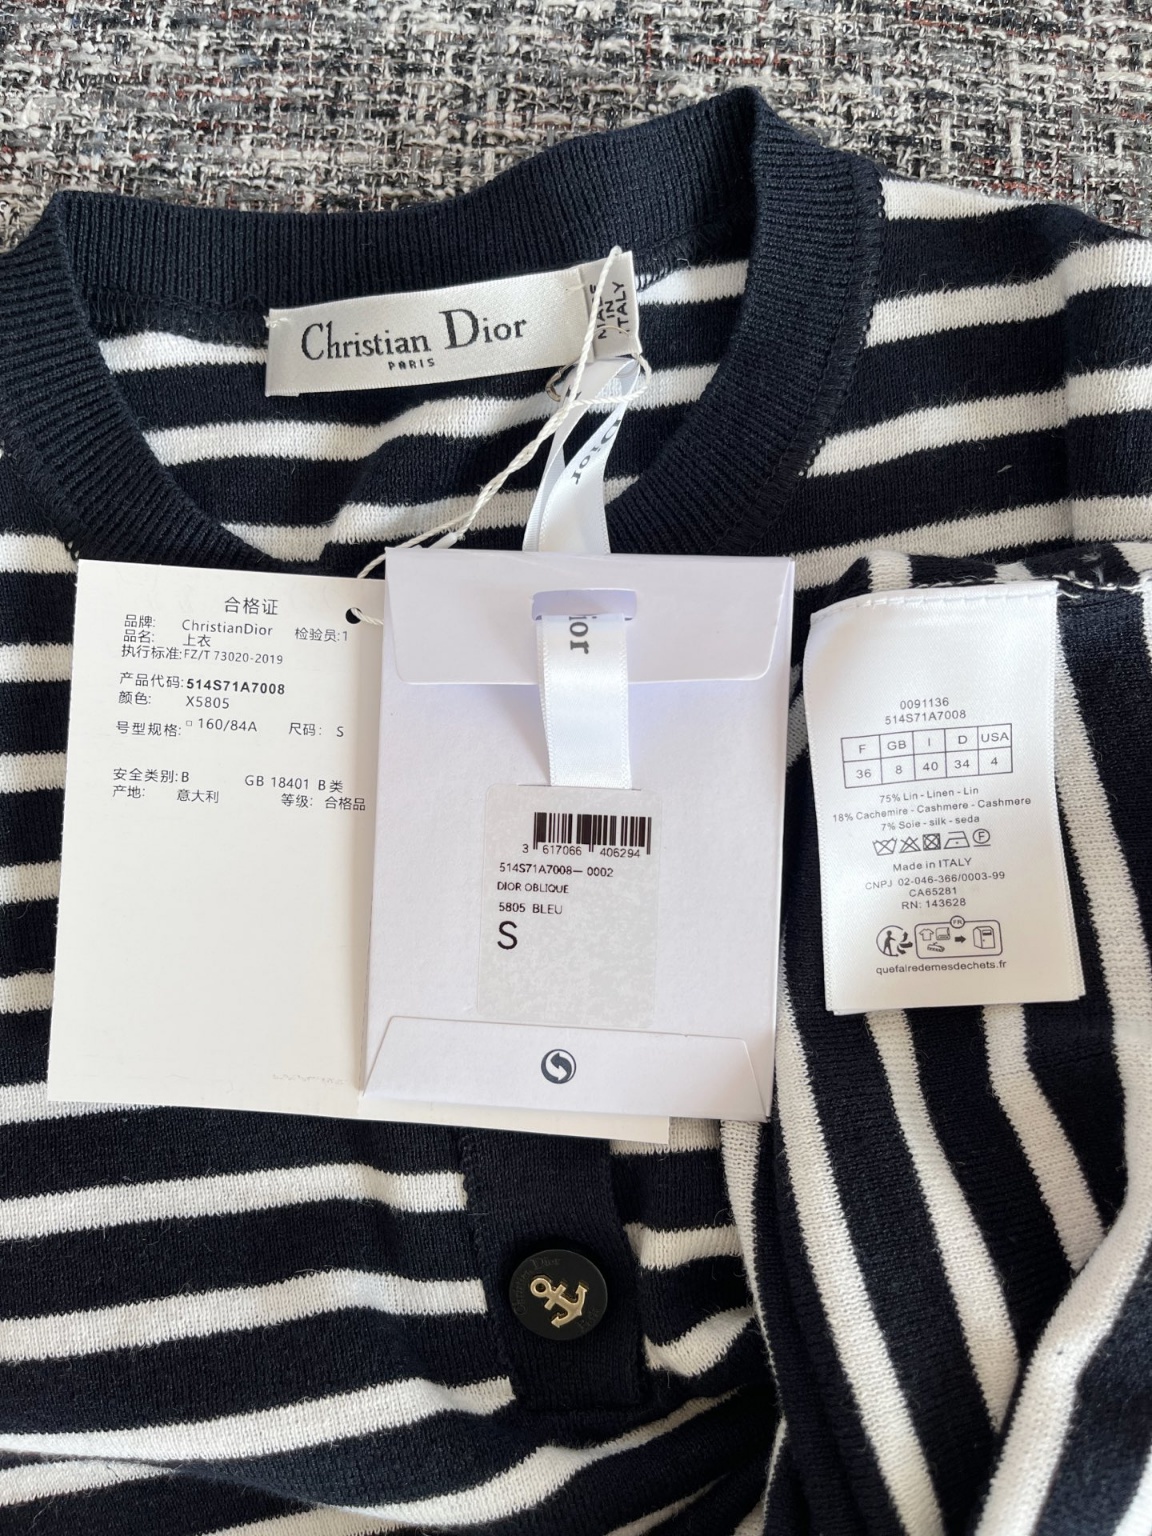 Christian Dior
PARIS
MADE
IN
ITALY
Dior
合格证
品牌: ChristianDior 检验员:1
品名: 上衣
执行标准:FZ/T 73020-2019
产品代码:514S71A7008
颜色: X5805
号型规格:□160/84A 尺码: S
安全类别:B GB 18401 B类
产地: 意大利 等级: 合格品
ior
3 617066 406294
514S71A7008-0002
DIOR OBLIQUE
5805 BLEU
S
0091136
514S71A7008
F GB I D USA
36 8 40 34 4
75% Lin - Linen - Lin
18% Cachemire - Cashmere - Cashmere
7% Soie - silk - seda
F
Made in ITALY
CNPJ 02-046-366/0003-99
CA65281
RN: 143628
FR
quefairedemesdechets.fr
Christian Dior